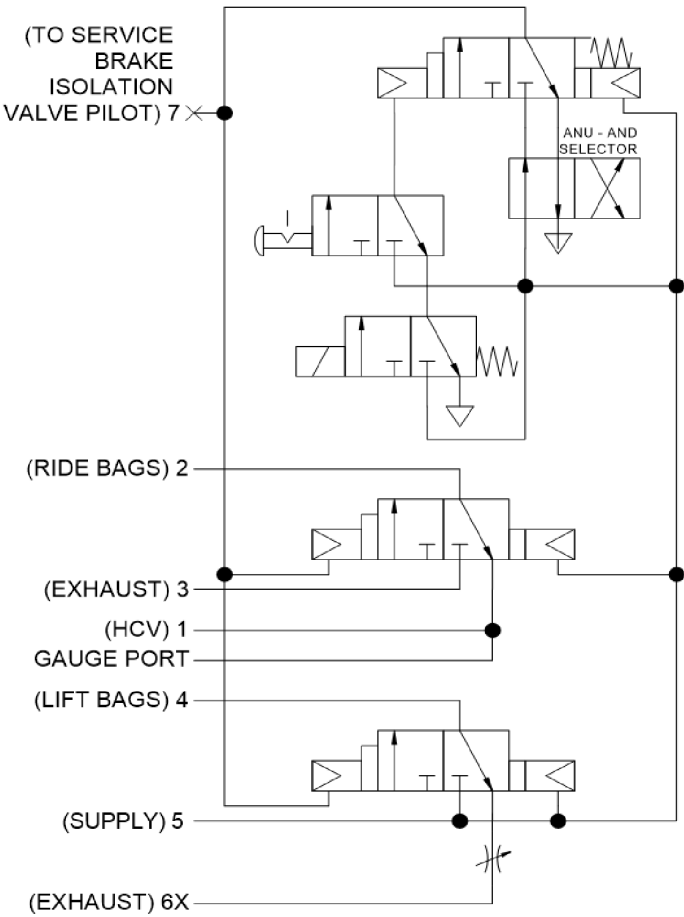 (TO SERVICE
BRAKE
ISOLATION
VALVE PILOT) 7
ANU - AND
SELECTOR
(RIDE BAGS) 2
(EXHAUST) 3
(HCV) 1
GAUGE PORT
(LIFT BAGS) 4
(SUPPLY) 5
(EXHAUST) 6X